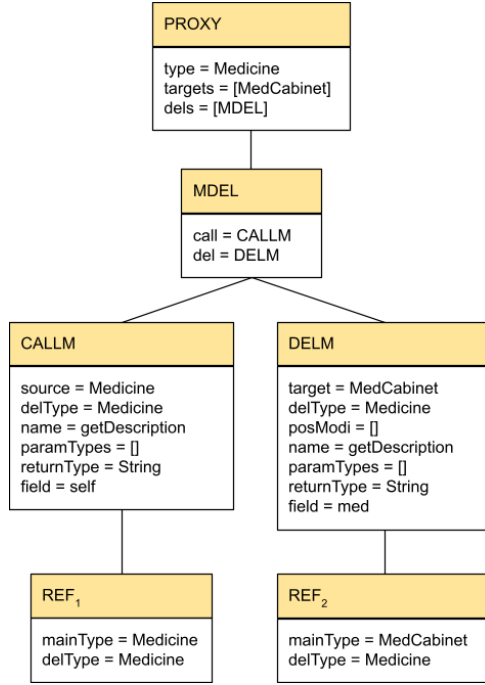 PROXY
type = Medicine
targets = [MedCabinet]
dels = [MDEL]
MDEL
call = CALLM
del = DELM
CALLM
source = Medicine
delType = Medicine
name = getDescription
paramTypes = []
returnType = String
field = self
DELM
target = MedCabinet
delType = Medicine
posModi = []
name = getDescription
paramTypes = []
returnType = String
field = med
REF₁
mainType = Medicine
delType = Medicine
REF₂
mainType = MedCabinet
delType = Medicine